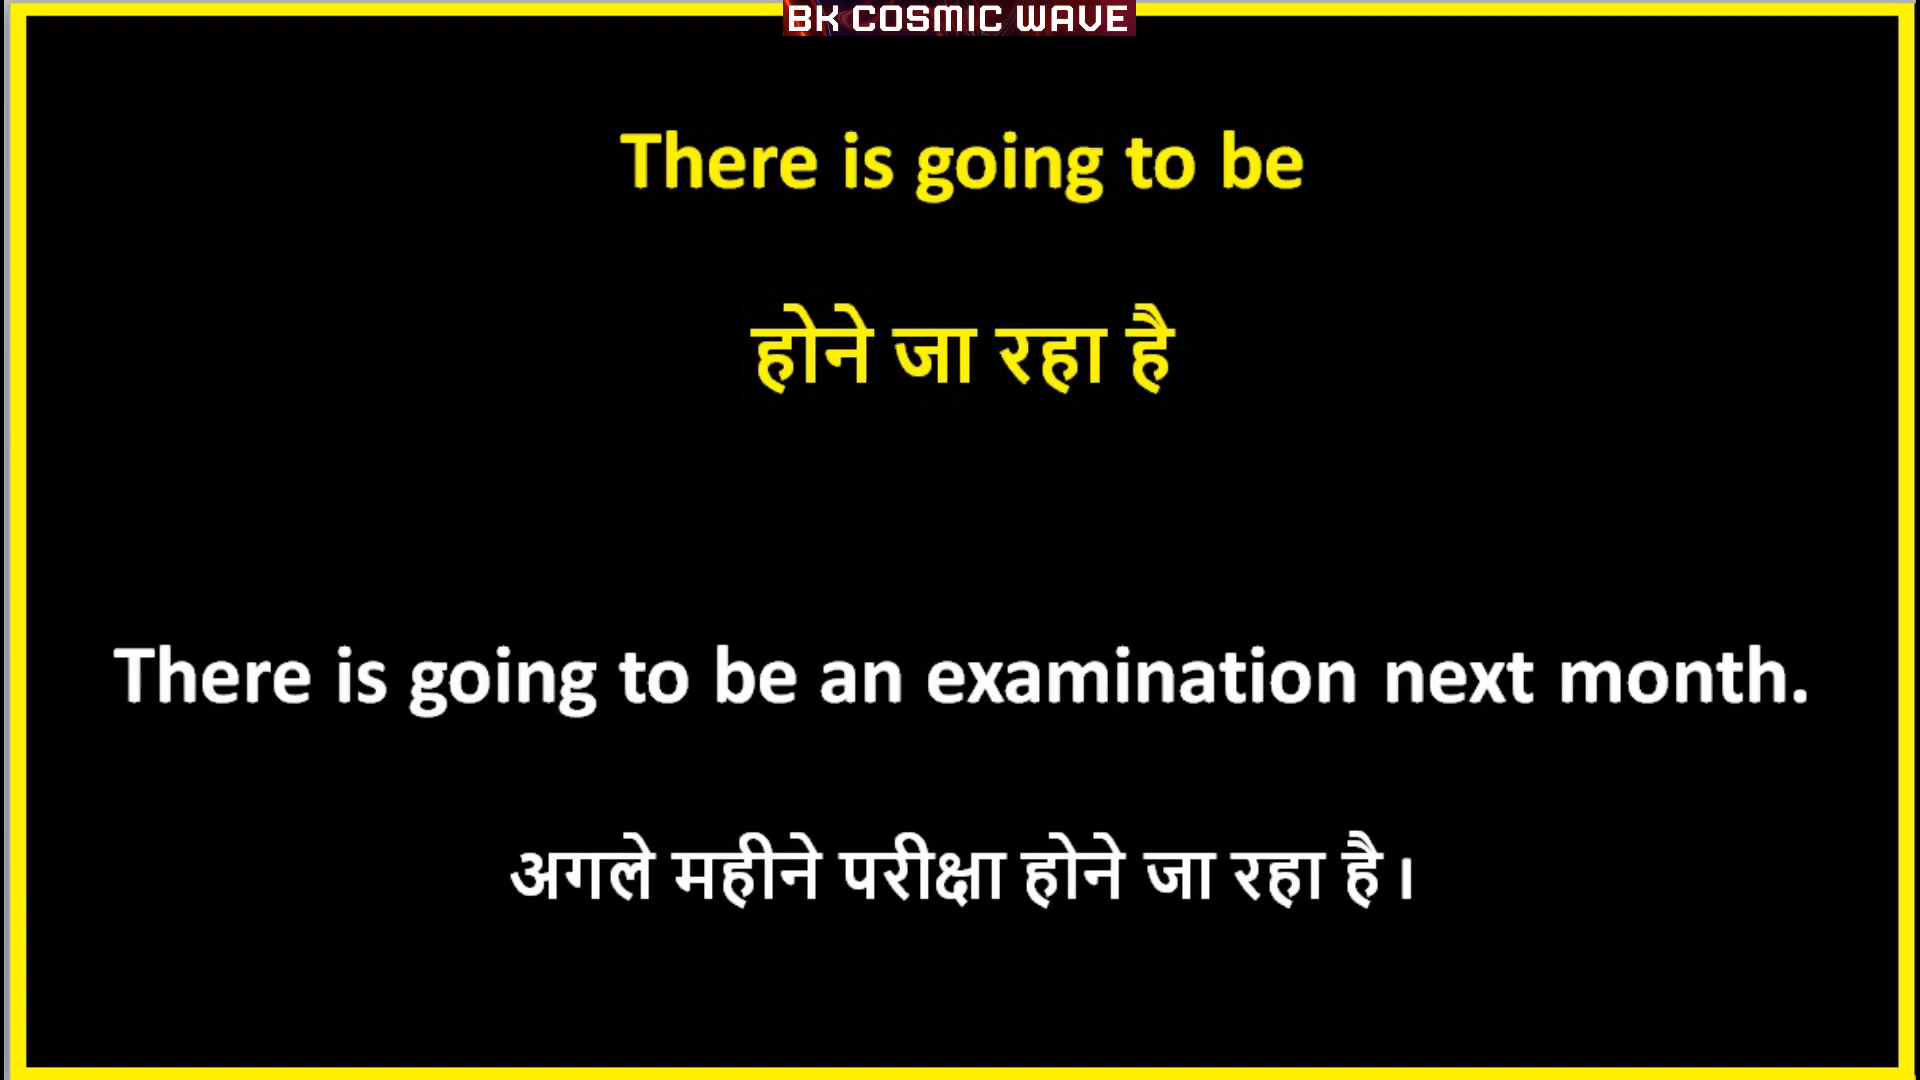 BK COSMIC WAVE
There is going to be
होने जा रहा है
There is going to be an examination next month.
अगले महीने परीक्षा होने जा रहा है ।